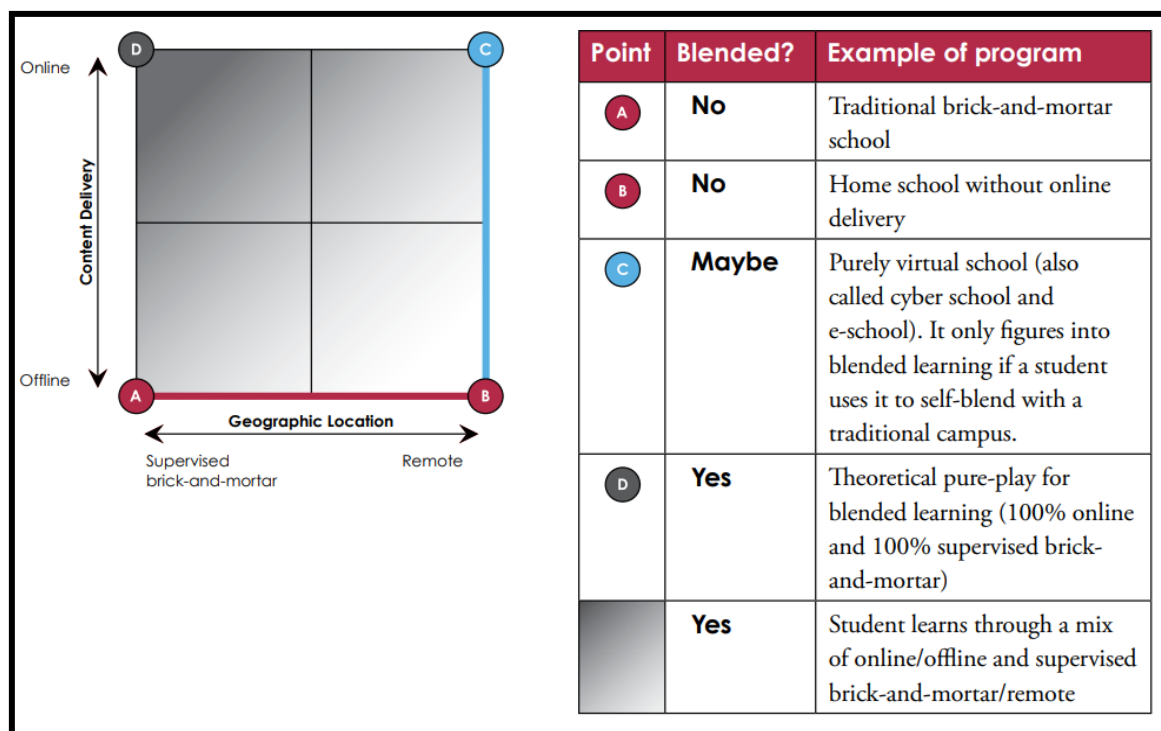 D
C
Online
Content Delivery
Offline
A
B
Geographic Location
Supervised
brick-and-mortar
Remote
Point
Blended?
Example of program
A
No
Traditional brick-and-mortar
school
B
No
Home school without online
delivery
C
Maybe
Purely virtual school (also
called cyber school and
e-school). It only figures into
blended learning if a student
uses it to self-blend with a
traditional campus.
D
Yes
Theoretical pure-play for
blended learning (100% online
and 100% supervised brick-
and-mortar)
Yes
Student learns through a mix
of online/offline and supervised
brick-and-mortar/remote